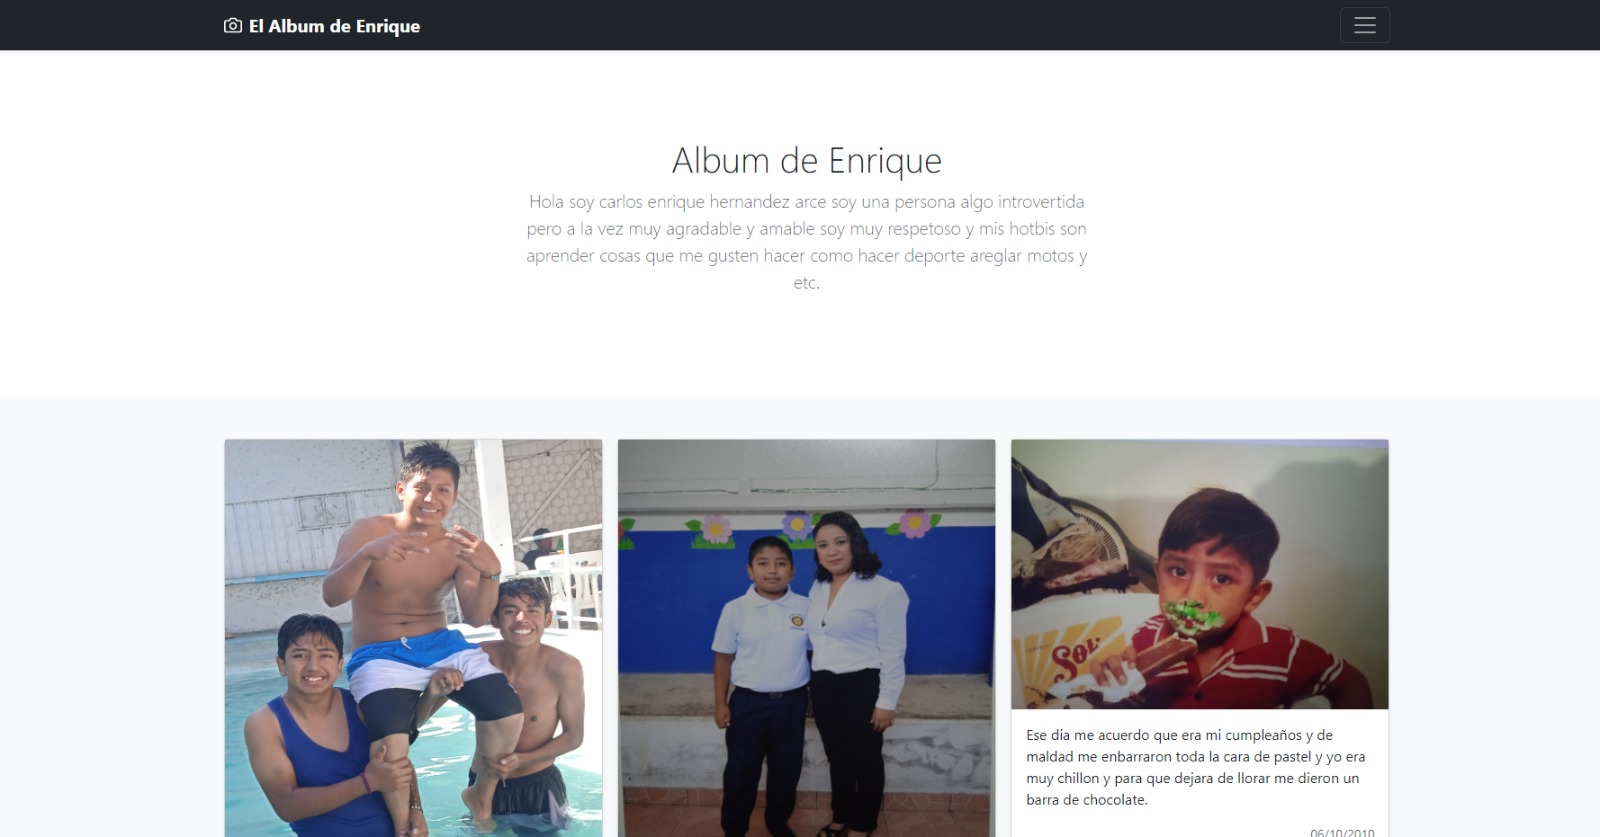 El Album de Enrique
Album de Enrique
Hola soy carlos enrique hernandez arce soy una persona algo introvertida
pero a la vez muy agradable y amable soy muy respetoso y mis hotbis son
aprender cosas que me gusten hacer como hacer deporte areglar motos y
etc.
Sol
Ese dia me acuerdo que era mi cumpleaños y de
maldad me enbarraron toda la cara de pastel y yo era
muy chillon y para que dejara de llorar me dieron un
barra de chocolate.
06/10/2010